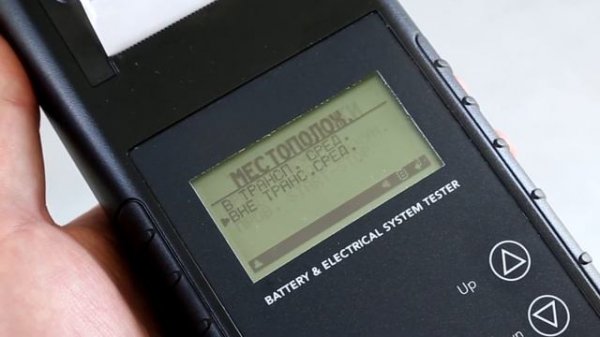 МЕСТОПОЛОЖ.
В ТРАНСП. СРЕД.
ВНЕ ТРАНС.СРЕД.
BATTERY & ELECTRICAL SYSTEM TESTER
Up